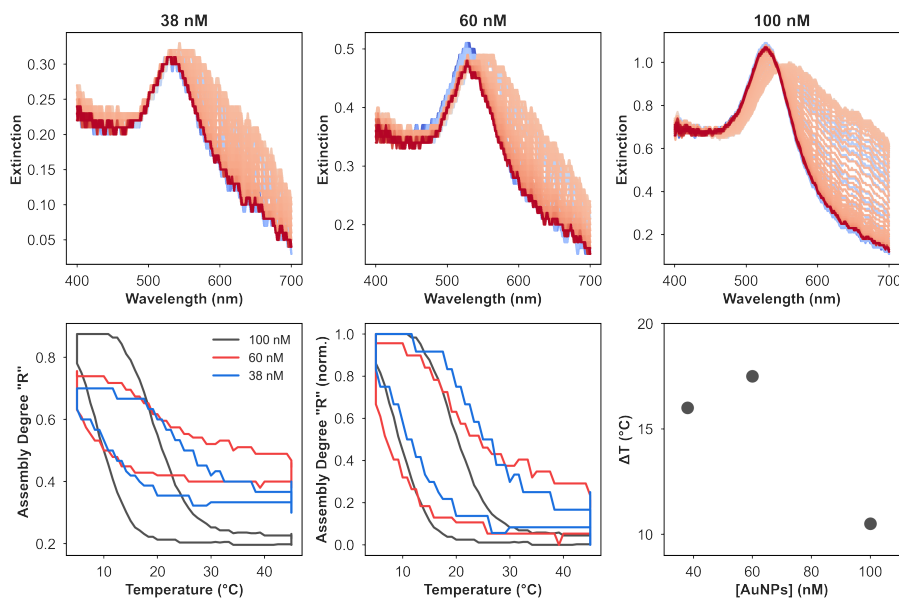 38 nM
60 nM
100 nM
0.30
0.25
0.20
0.15
0.10
0.05
Extinction
400
500
600
700
Wavelength (nm)
0.5
0.4
0.3
0.2
Extinction
400
500
600
700
Wavelength (nm)
1.0
0.8
0.6
0.4
0.2
Extinction
400
500
600
700
Wavelength (nm)
0.8
0.6
0.4
0.2
Assembly Degree "R"
100 nM
60 nM
38 nM
10
20
30
40
Temperature (°C)
1.0
0.8
0.6
0.4
0.2
0.0
Assembly Degree "R" (norm.)
10
20
30
40
Temperature (°C)
20
15
10
ΔT (°C)
40
60
80
100
[AuNPs] (nM)